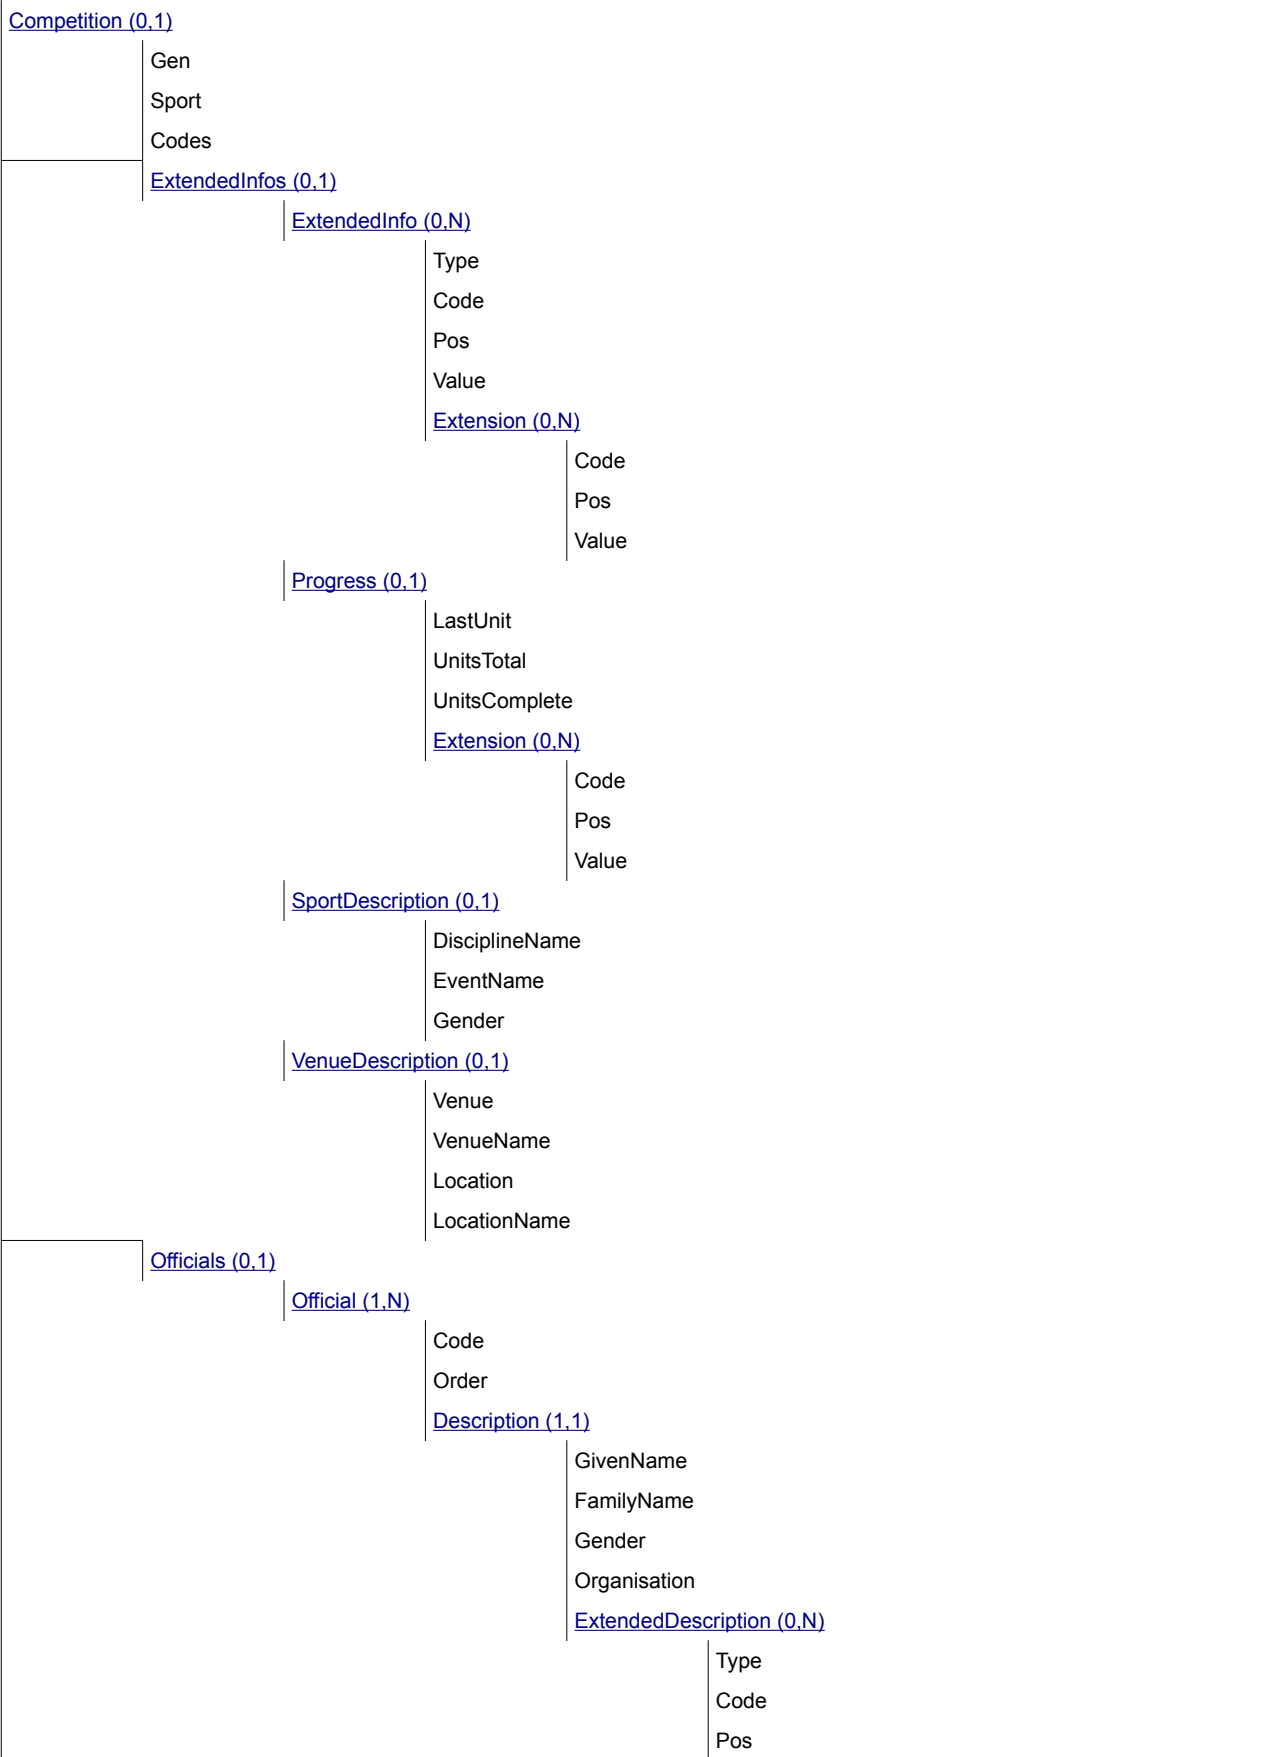 Competition (0,1)
Gen
Sport
Codes
ExtendedInfos (0,1)
ExtendedInfo (0,N)
Type
Code
Pos
Value
Extension (0,N)
Code
Pos
Value
Progress (0,1)
LastUnit
UnitsTotal
UnitsComplete
Extension (0,N)
Code
Pos
Value
SportDescription (0,1)
DisciplineName
EventName
Gender
VenueDescription (0,1)
Venue
VenueName
Location
LocationName
Officials (0,1)
Official (1,N)
Code
Order
Description (1,1)
GivenName
FamilyName
Gender
Organisation
ExtendedDescription (0,N)
Type
Code
Pos